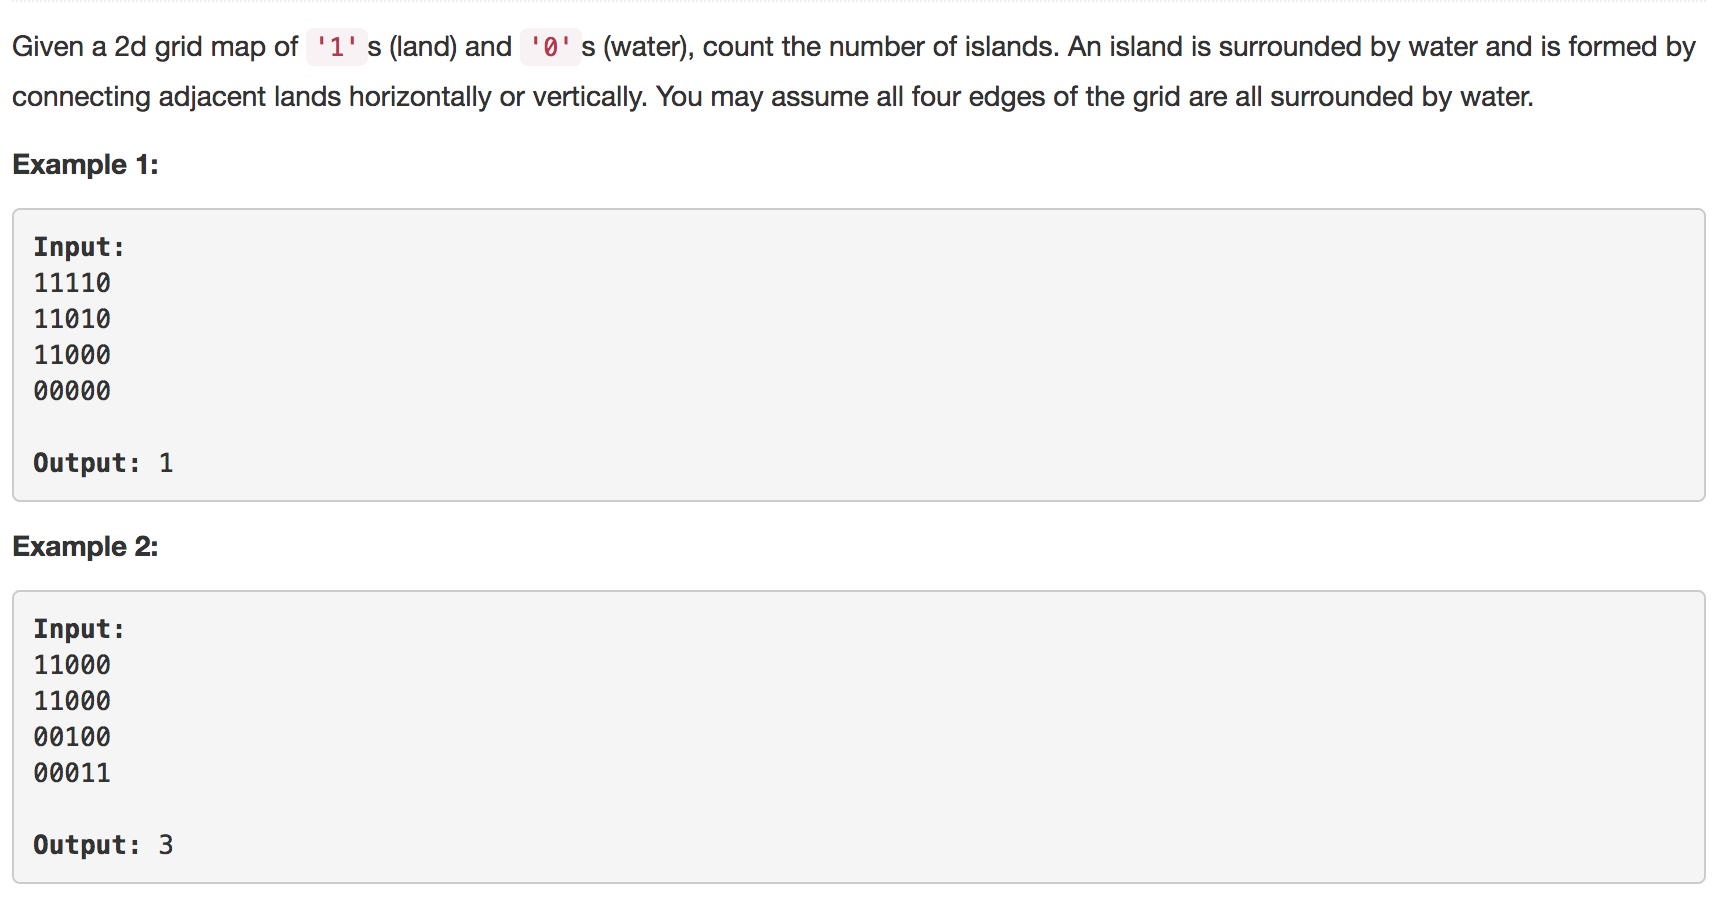 Given a 2d grid map of '1's (land) and '0's (water), count the number of islands. An island is surrounded by water and is formed by
connecting adjacent lands horizontally or vertically. You may assume all four edges of the grid are all surrounded by water.
Example 1:
Input:
11110
11010
11000
00000
Output: 1
Example 2:
Input:
11000
11000
00100
00011
Output: 3